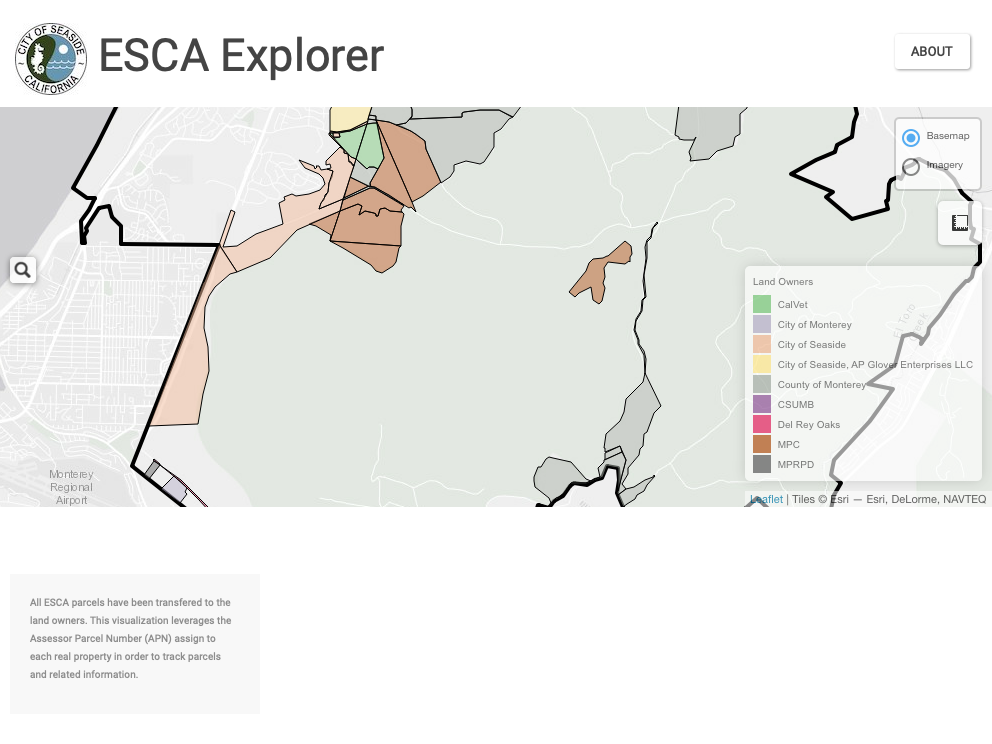 CITY OF SEASIDE
CALIFORNIA
ESCA Explorer
ABOUT
Basemap
Imagery
Land Owners
CalVet
City of Monterey
City of Seaside
City of Seaside, AP Glover Enterprises LLC
County of Monterey
CSUMB
Del Rey Oaks
MPC
MPRPD
El Toro
Creek
Monterey
Regional
Airport
Leaflet | Tiles © Esri — Esri, DeLorme, NAVTEQ
All ESCA parcels have been transfered to the
land owners. This visualization leverages the
Assessor Parcel Number (APN) assign to
each real property in order to track parcels
and related information.